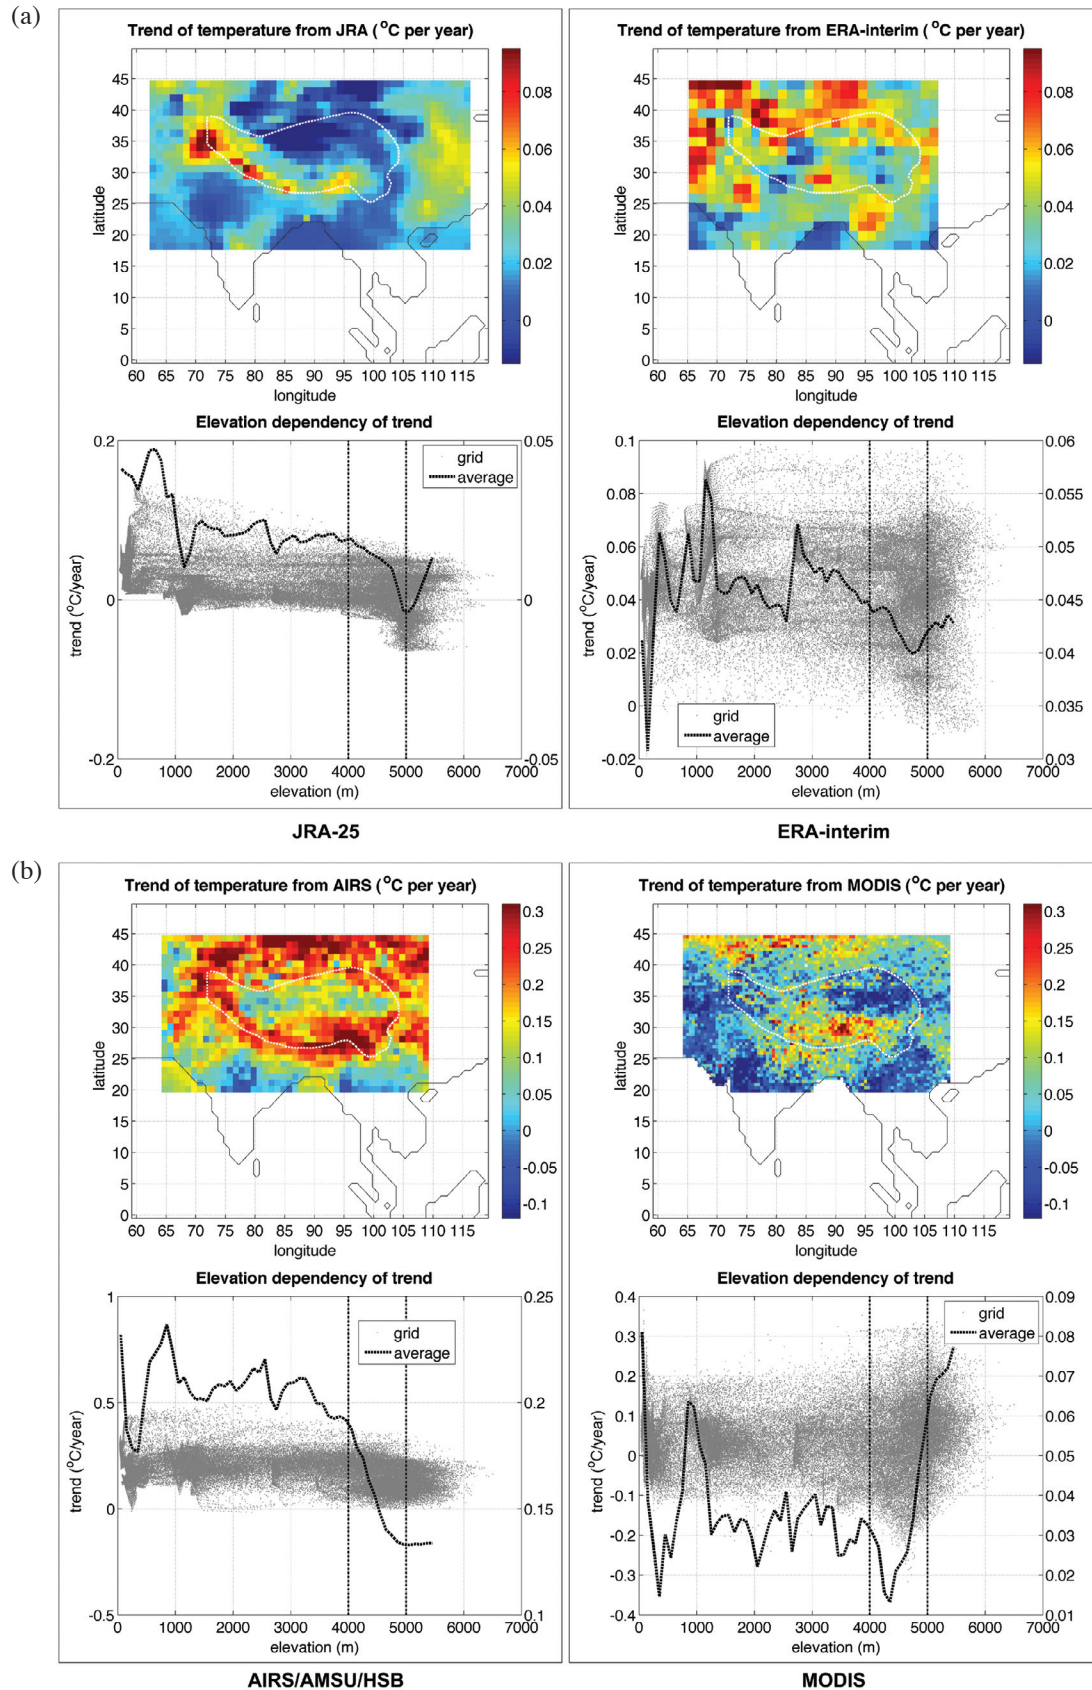 (a)
Trend of temperature from JRA (°C per year)
45
40
35
30
25
20
15
10
5
0
latitude
60 65 70 75 80 85 90 95 100 105 110 115
longitude
0.08
0.06
0.04
0.02
0
Elevation dependency of trend
0.2
0
-0.2
trend (°C/year)
0.05
0
-0.05
grid
average
0 1000 2000 3000 4000 5000 6000 7000
elevation (m)
JRA-25
Trend of temperature from ERA-interim (°C per year)
45
40
35
30
25
20
15
10
5
0
latitude
60 65 70 75 80 85 90 95 100 105 110 115
longitude
0.08
0.06
0.04
0.02
0
Elevation dependency of trend
0.1
0.08
0.06
0.04
0.02
0
-0.02
trend (°C/year)
0.06
0.055
0.05
0.045
0.04
0.035
0.03
grid
average
0 1000 2000 3000 4000 5000 6000 7000
elevation (m)
ERA-interim
(b)
Trend of temperature from AIRS (°C per year)
45
40
35
30
25
20
15
10
5
0
latitude
60 65 70 75 80 85 90 95 100 105 110 115
longitude
0.3
0.25
0.2
0.15
0.1
0.05
0
-0.05
-0.1
Elevation dependency of trend
1
0.5
0
-0.5
trend (°C/year)
0.25
0.2
0.15
0.1
grid
average
0 1000 2000 3000 4000 5000 6000 7000
elevation (m)
AIRS/AMSU/HSB
Trend of temperature from MODIS (°C per year)
45
40
35
30
25
20
15
10
5
0
latitude
60 65 70 75 80 85 90 95 100 105 110 115
longitude
0.3
0.25
0.2
0.15
0.1
0.05
0
-0.05
-0.1
Elevation dependency of trend
0.4
0.3
0.2
0.1
0
-0.1
-0.2
-0.3
-0.4
trend (°C/year)
0.09
0.08
0.07
0.06
0.05
0.04
0.03
0.02
0.01
grid
average
0 1000 2000 3000 4000 5000 6000 7000
elevation (m)
MODIS